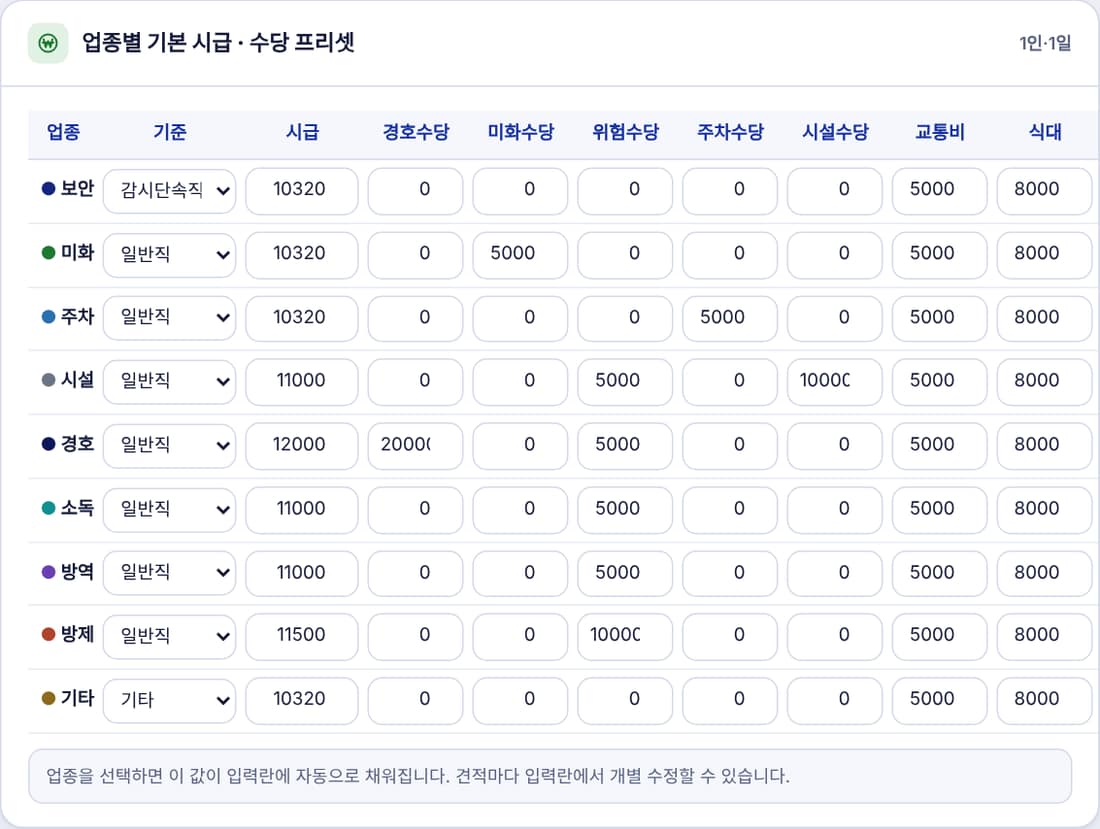 업종별 기본 시급 · 수당 프리셋 1인·1일
업종 기준 시급 경호수당 미화수당 위험수당 주차수당 시설수당 교통비 식대
보안 감시단속직 10320 0 0 0 0 0 5000 8000
미화 일반직 10320 0 5000 0 0 0 5000 8000
주차 일반직 10320 0 0 0 5000 0 5000 8000
시설 일반직 11000 0 0 5000 0 10000 5000 8000
경호 일반직 12000 20000 0 5000 0 0 5000 8000
소독 일반직 11000 0 0 5000 0 0 5000 8000
방역 일반직 11000 0 0 5000 0 0 5000 8000
방제 일반직 11500 0 0 10000 0 0 5000 8000
기타 기타 10320 0 0 0 0 0 5000 8000
업종을 선택하면 이 값이 입력란에 자동으로 채워집니다. 견적마다 입력란에서 개별 수정할 수 있습니다.